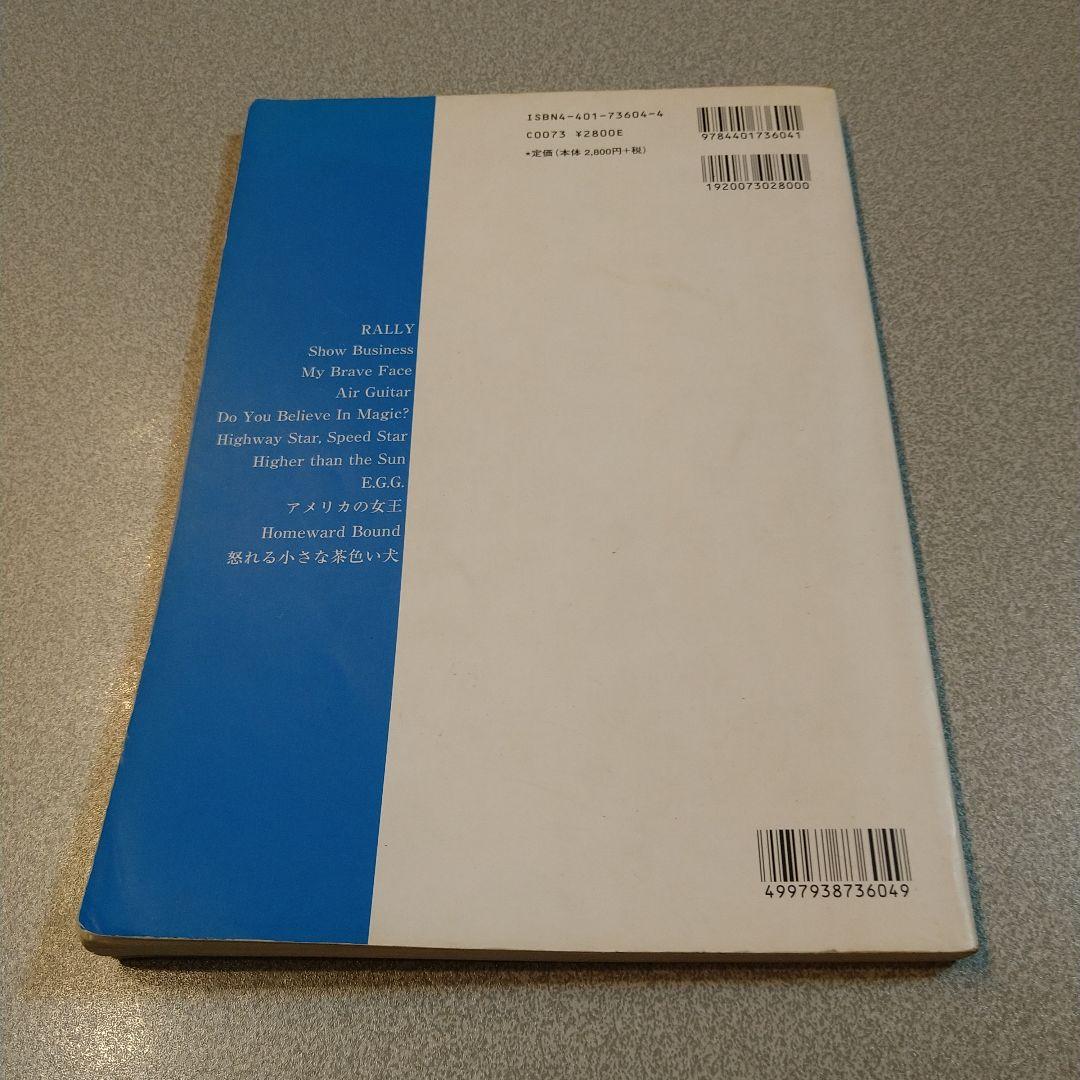 ISBN4-401-73604-4
C0073 ¥2800E
*定価(本体2,800円+税)
9784401736041
1920073028000
RALLY
Show Business
My Brave Face
Air Guitar
Do You Believe In Magic?
Highway Star, Speed Star
Higher than the Sun
E.G.G.
アメリカの女王
Homeward Bound
怒れる小さな茶色い犬
4997938736049